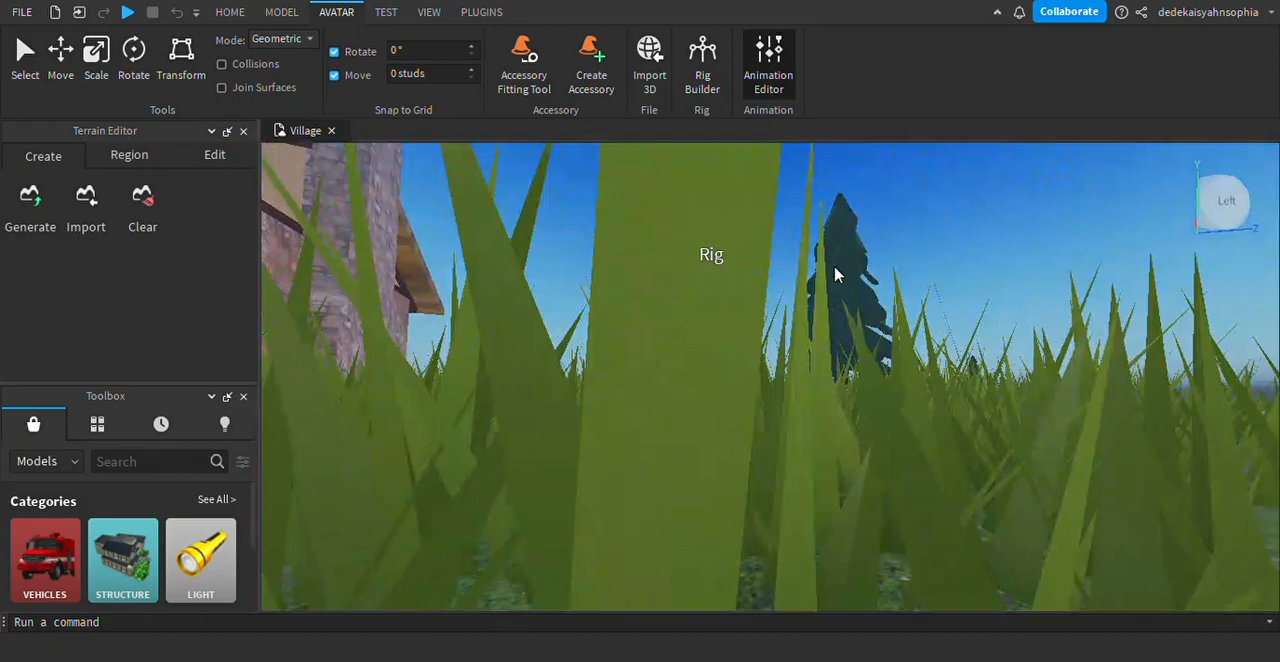 FILE HOME MODEL AVATAR TEST VIEW PLUGINS Collaborate dedekaisyahnsophia
Select Move Scale Rotate Transform
Mode: Geometric
Collisions
Join Surfaces
Tools
Rotate 0°
Move 0 studs
Snap to Grid
Accessory Fitting Tool
Create Accessory
Accessory
Import 3D
File
Rig Builder
Rig
Animation Editor
Animation
Terrain Editor
Create Region Edit
Generate Import Clear
Village
Rig
Y
Left
Z
Toolbox
Models Search
Categories See All >
VEHICLES STRUCTURE LIGHT
Run a command